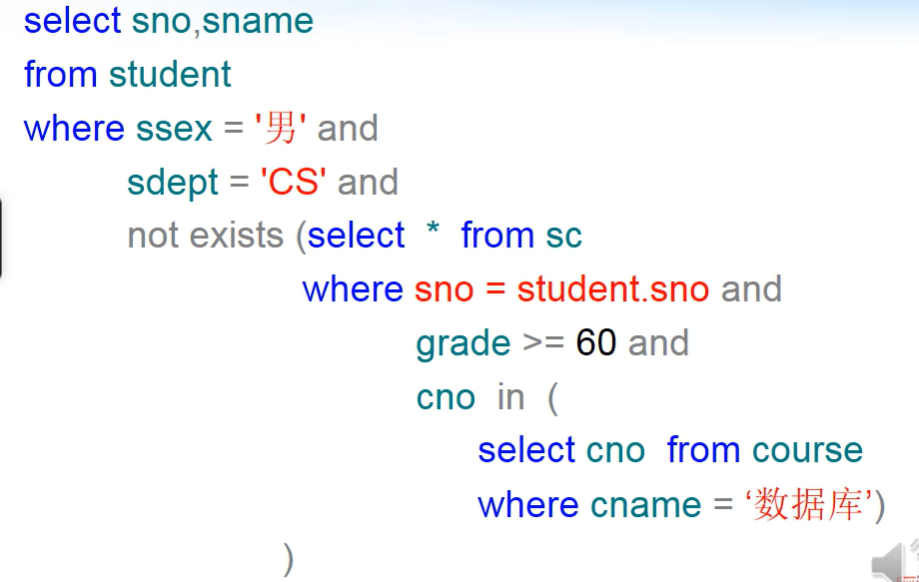 select sno,sname
from student
where ssex = '男' and
sdept = 'CS' and
not exists (select * from sc
where sno = student.sno and
grade >= 60 and
cno in (
select cno from course
where cname = ‘数据库’)
)